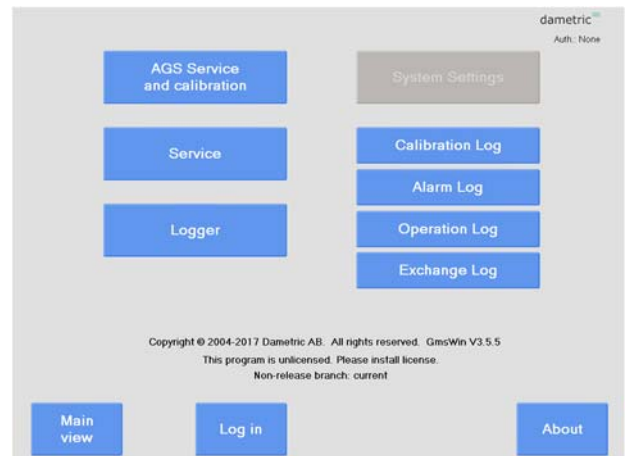 dametric
Auth.: None
AGS Service
and calibration
System Settings
Service
Calibration Log
Alarm Log
Logger
Operation Log
Exchange Log
Copyright © 2004-2017 Dametric AB. All rights reserved. GmsWin V3.5.5
This program is unlicensed. Please install license.
Non-release branch: current
Main
view
Log in
About